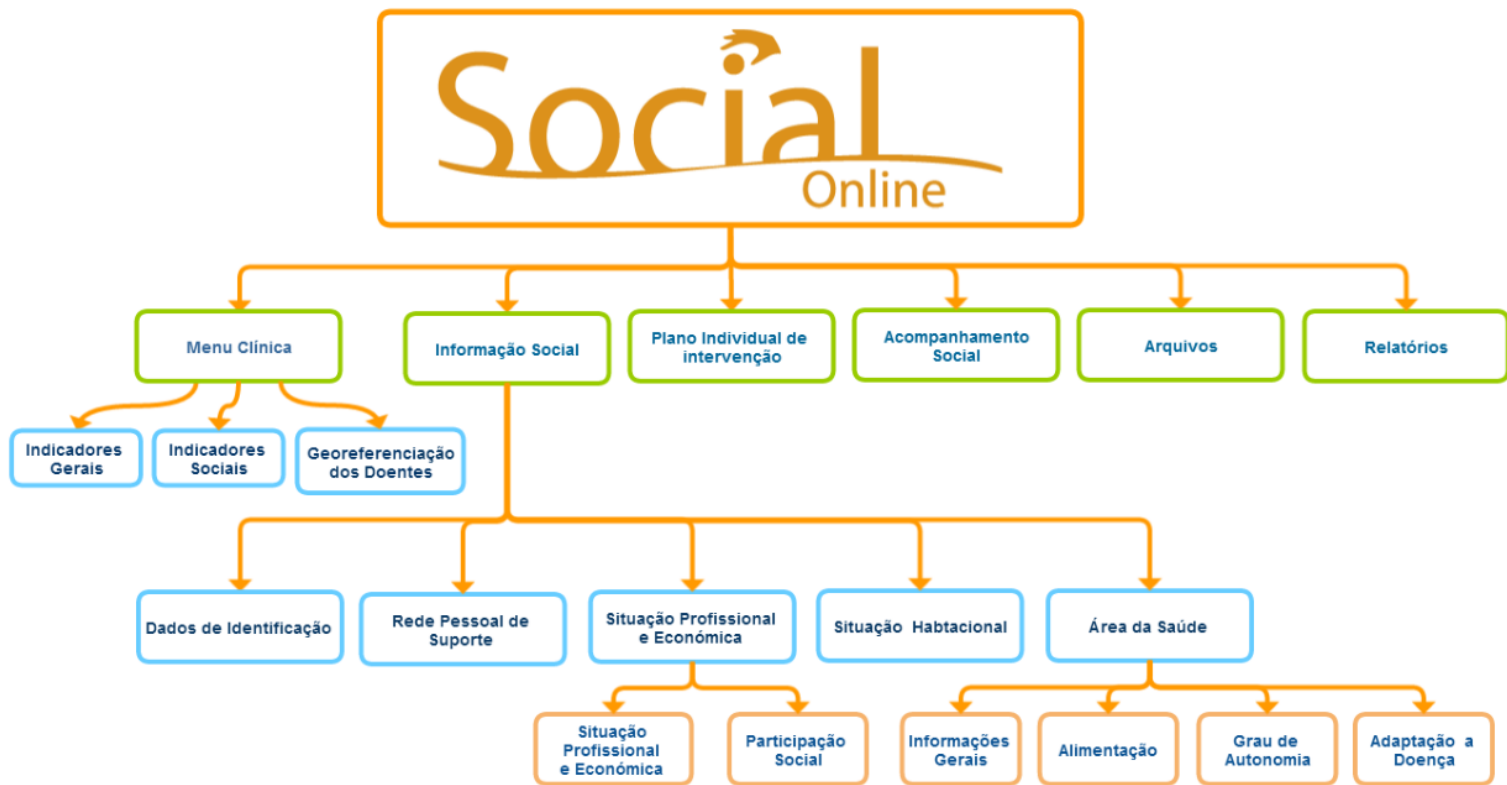 Social
Online
Menu Clínica
Informação Social
Plano Individual de
intervenção
Acompanhamento
Social
Arquivos
Relatórios
Indicadores
Gerais
Indicadores
Sociais
Georeferenciação
dos Doentes
Dados de Identificação
Rede Pessoal de
Suporte
Situação Profissional
e Económica
Situação Habtacional
Área da Saúde
Situação
Profissional
e Económica
Participação
Social
Informações
Gerais
Alimentação
Grau de
Autonomia
Adaptação a
Doença